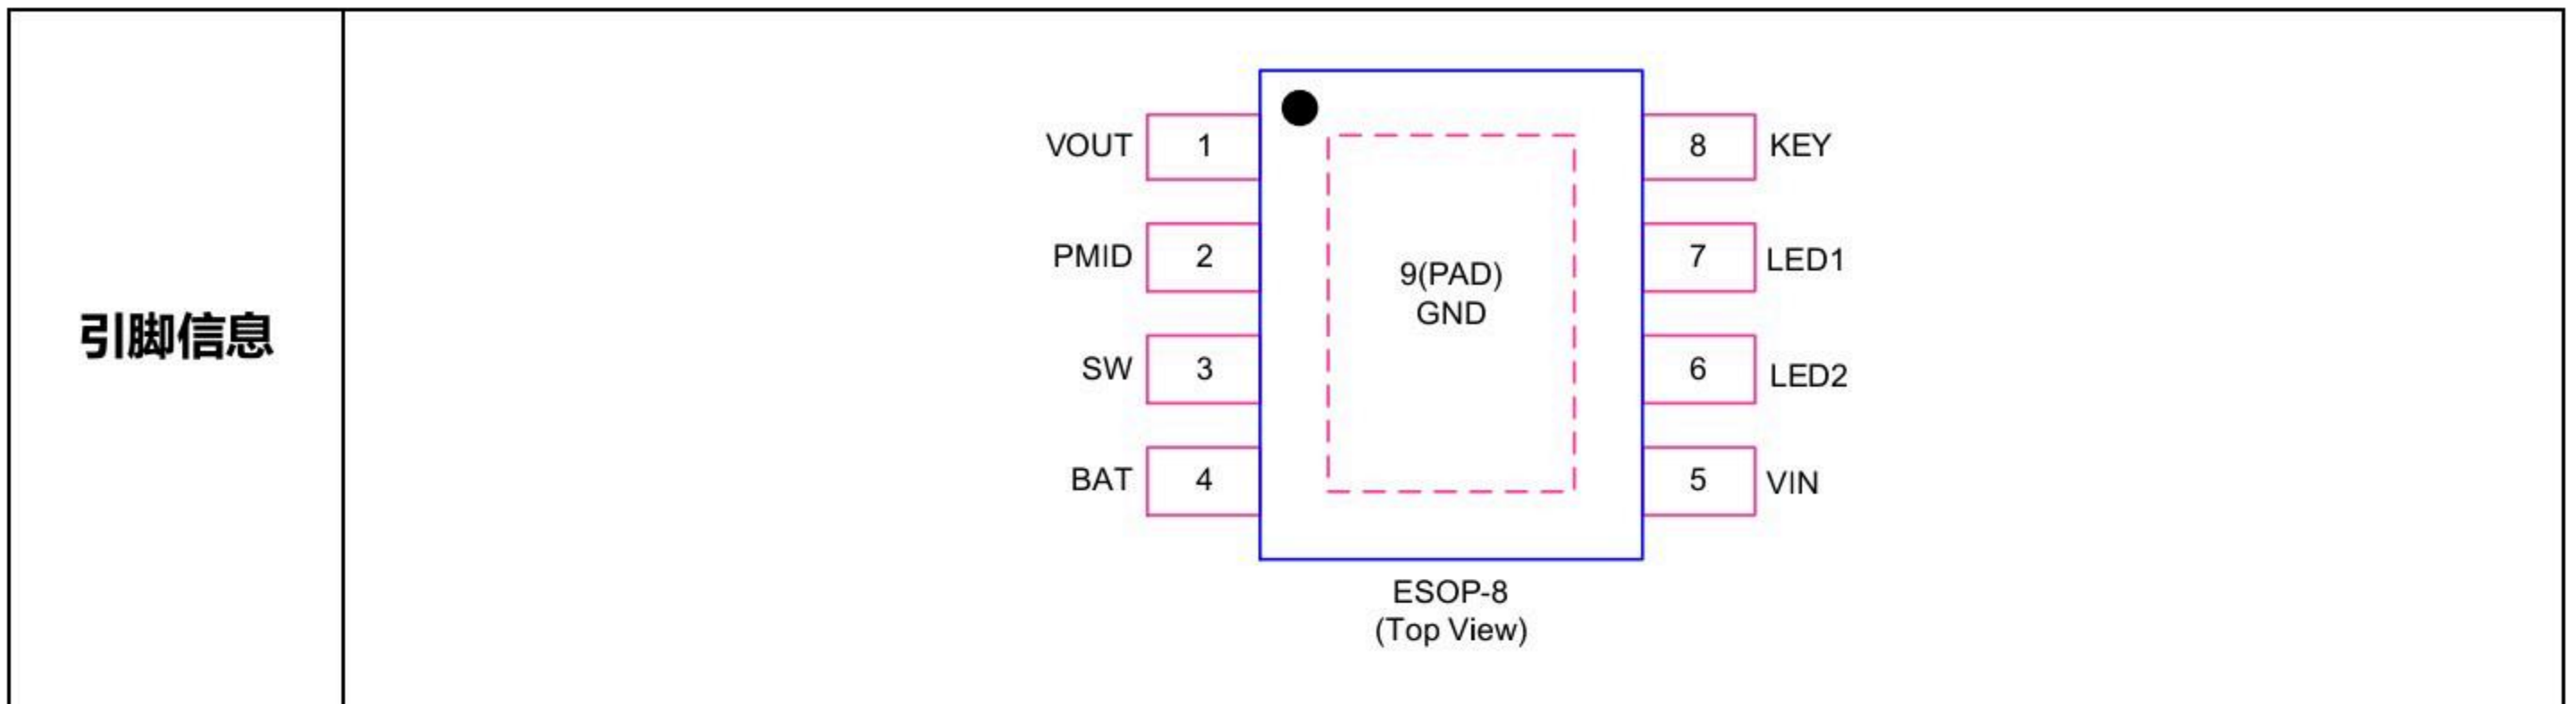 引脚信息
VOUT 1 8 KEY
PMID 2 7 LED1
9(PAD)
GND
SW 3 6 LED2
BAT 4 5 VIN
ESOP-8
(Top View)